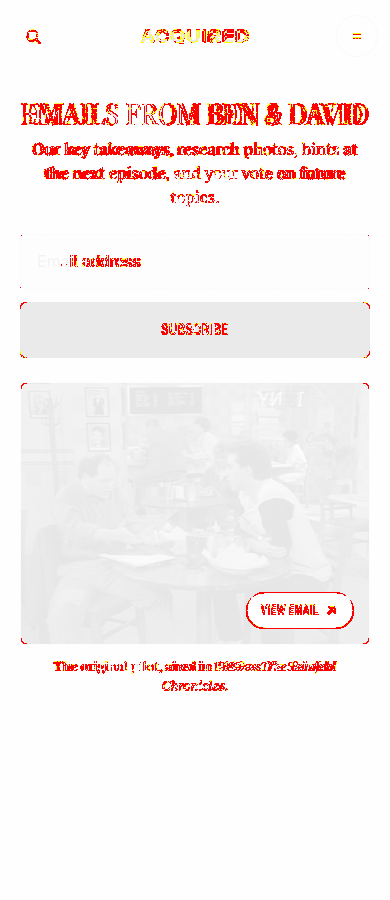 ACQUIRED
EMAILS FROM BEN & DAVID
Our key takeaways, research photos, hints at
the next episode, and your vote on future
topics.
Email address
SUBSCRIBE
VIEW EMAIL
The original pilot, aired in 1989 as The Seinfeld
Chronicles.